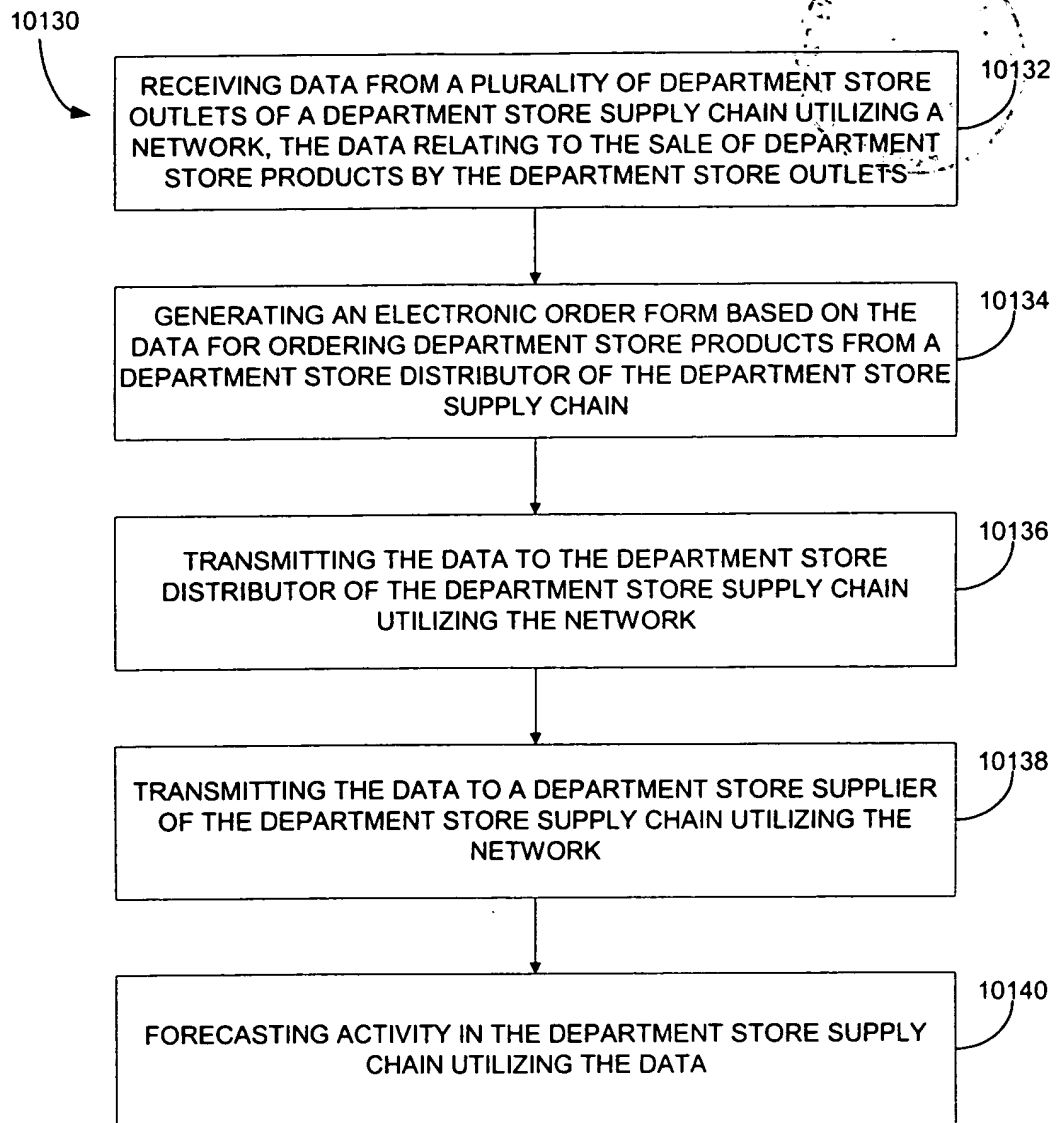 10130
10132
RECEIVING DATA FROM A PLURALITY OF DEPARTMENT STORE
OUTLETS OF A DEPARTMENT STORE SUPPLY CHAIN UTILIZING A
NETWORK, THE DATA RELATING TO THE SALE OF DEPARTMENT
STORE PRODUCTS BY THE DEPARTMENT STORE OUTLETS
10134
GENERATING AN ELECTRONIC ORDER FORM BASED ON THE
DATA FOR ORDERING DEPARTMENT STORE PRODUCTS FROM A
DEPARTMENT STORE DISTRIBUTOR OF THE DEPARTMENT STORE
SUPPLY CHAIN
10136
TRANSMITTING THE DATA TO THE DEPARTMENT STORE
DISTRIBUTOR OF THE DEPARTMENT STORE SUPPLY CHAIN
UTILIZING THE NETWORK
10138
TRANSMITTING THE DATA TO A DEPARTMENT STORE SUPPLIER
OF THE DEPARTMENT STORE SUPPLY CHAIN UTILIZING THE
NETWORK
10140
FORECASTING ACTIVITY IN THE DEPARTMENT STORE SUPPLY
CHAIN UTILIZING THE DATA